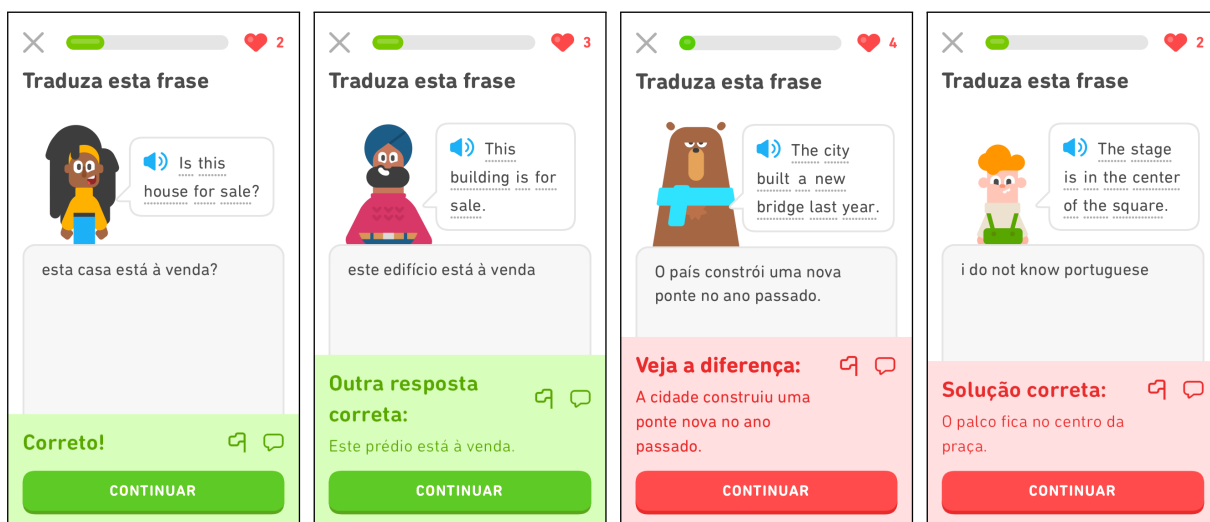 2
Traduza esta frase
Is this
house for sale?
esta casa está à venda?
Correto!
CONTINUAR
3
Traduza esta frase
This
building is for
sale.
este edifício está à venda
Outra resposta
correta:
Este prédio está à venda.
CONTINUAR
4
Traduza esta frase
The city
built a new
bridge last year.
O país constrói uma nova
ponte no ano passado.
Veja a diferença:
A cidade construiu uma
ponte nova no ano
passado.
CONTINUAR
2
Traduza esta frase
The stage
is in the center
of the square.
i do not know portuguese
Solução correta:
O palco fica no centro da
praça.
CONTINUAR